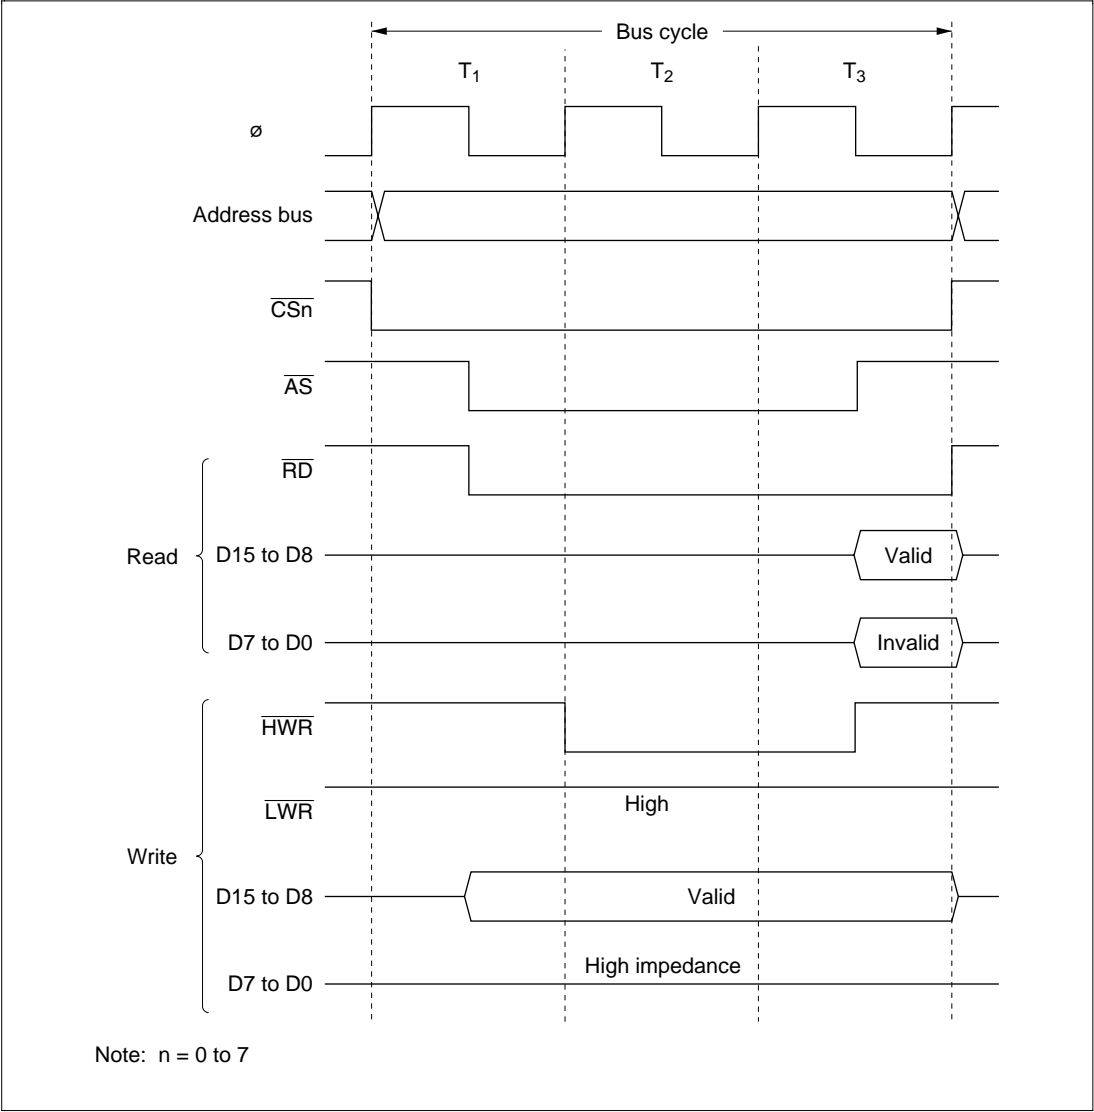 Bus cycle
T1 T2 T3
ø
Address bus
CSn
AS
RD
Read
D15 to D8
Valid
D7 to D0
Invalid
HWR
LWR
High
Write
D15 to D8
Valid
D7 to D0
High impedance
Note: n = 0 to 7